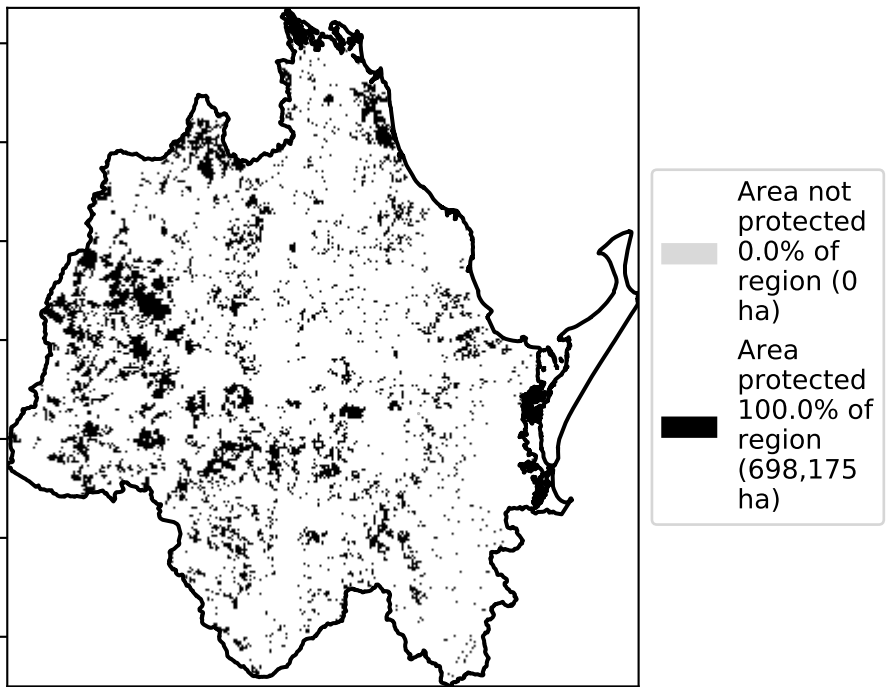 Area not
protected
0.0% of
region (0
ha)
Area
protected
100.0% of
region
(698,175
ha)